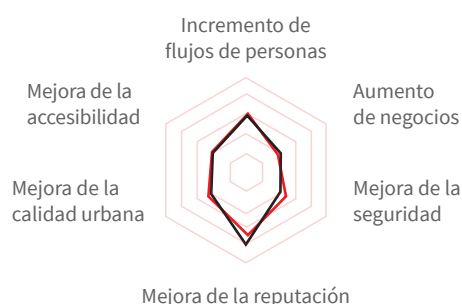 Incremento de
flujos de personas
Mejora de la
accesibilidad
Aumento
de negocios
Mejora de la
calidad urbana
Mejora de la
seguridad
Mejora de la reputación